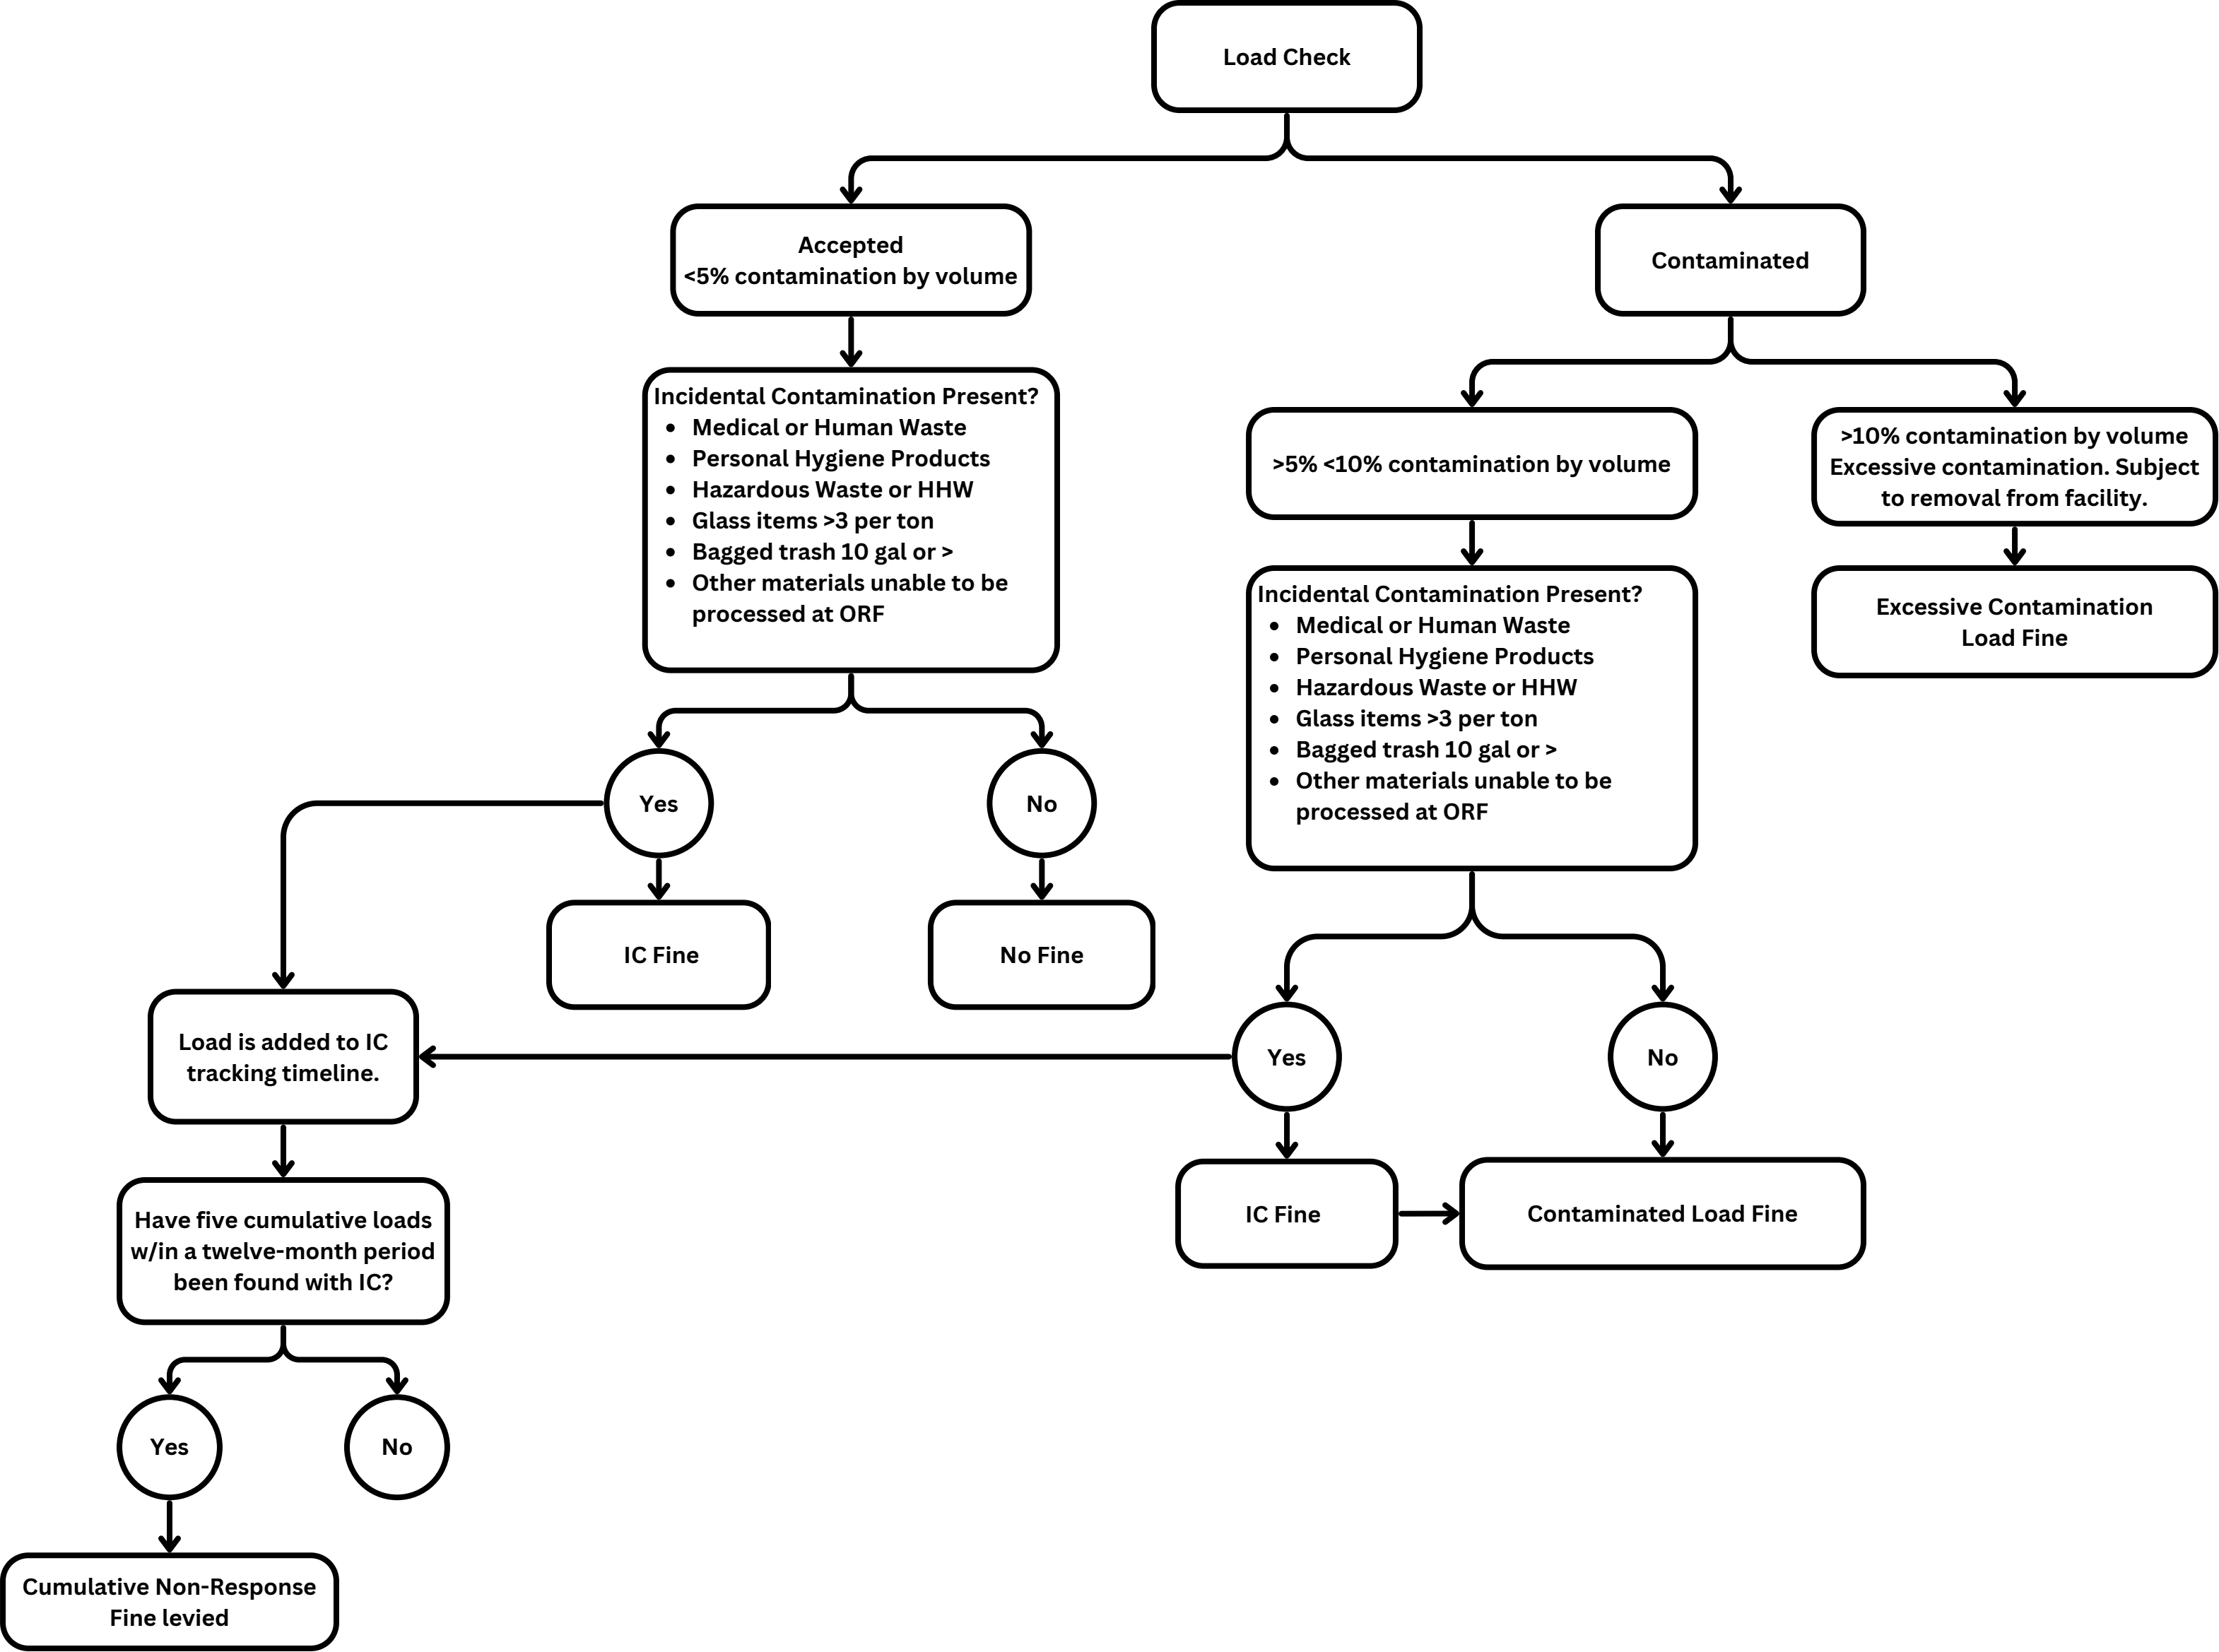 Load Check
Accepted
<5% contamination by volume
Contaminated
Incidental Contamination Present?
• Medical or Human Waste
• Personal Hygiene Products
• Hazardous Waste or HHW
• Glass items >3 per ton
• Bagged trash 10 gal or >
• Other materials unable to be
processed at ORF
>5% <10% contamination by volume
>10% contamination by volume
Excessive contamination. Subject
to removal from facility.
Incidental Contamination Present?
• Medical or Human Waste
• Personal Hygiene Products
• Hazardous Waste or HHW
• Glass items >3 per ton
• Bagged trash 10 gal or >
• Other materials unable to be
processed at ORF
Excessive Contamination
Load Fine
Yes
No
IC Fine
No Fine
Load is added to IC
tracking timeline.
Yes
No
Have five cumulative loads
w/in a twelve-month period
been found with IC?
IC Fine
Contaminated Load Fine
Yes
No
Cumulative Non-Response
Fine levied